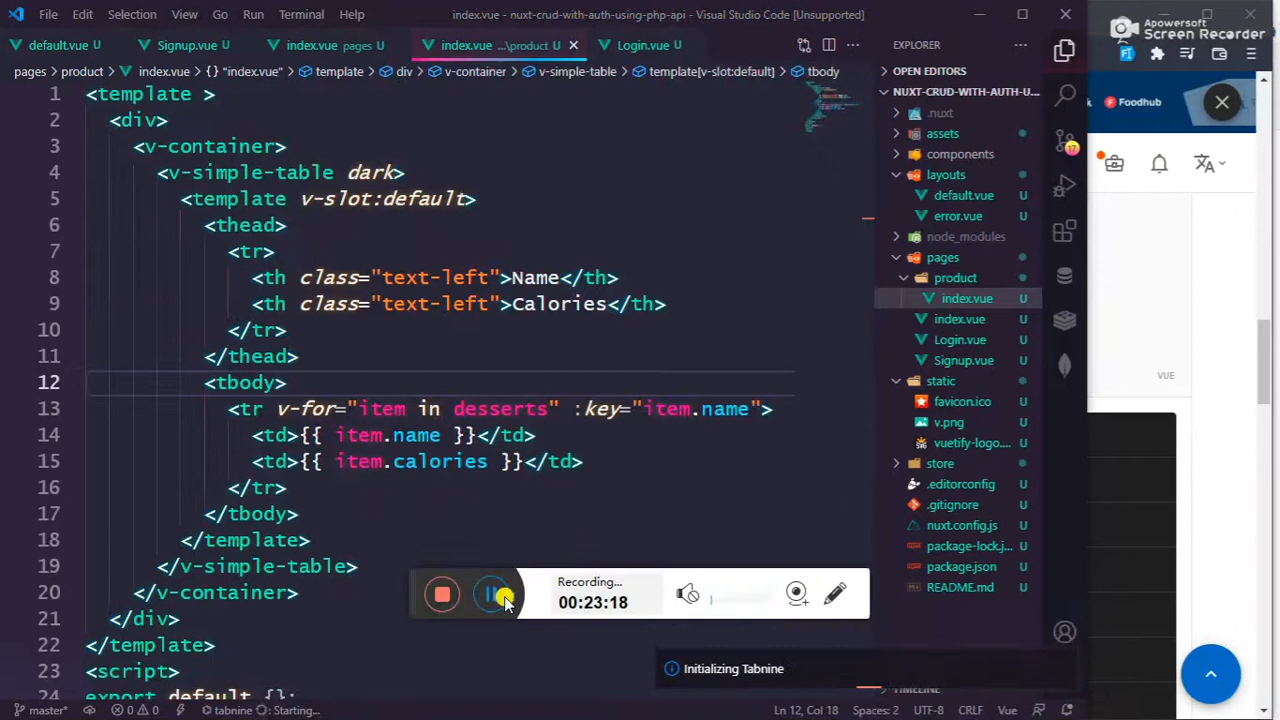 File Edit Selection View Go Run Terminal Help
index.vue - nuxt-crud-with-auth-using-php-api - Visual Studio Code [Unsupported]
Apowersoft
Screen Recorder
default.vue U
Signup.vue U
index.vue pages U
index.vue ...\product U
Login.vue U
pages > product > index.vue > {} "index.vue" > template > div > v-container > v-simple-table > template[v-slot:default] > tbody
1 <template >
2 <div>
3 <v-container>
4 <v-simple-table dark>
5 <template v-slot:default>
6 <thead>
7 <tr>
8 <th class="text-left">Name</th>
9 <th class="text-left">Calories</th>
10 </tr>
11 </thead>
12 <tbody>
13 <tr v-for="item in desserts" :key="item.name">
14 <td>{{ item.name }}</td>
15 <td>{{ item.calories }}</td>
16 </tr>
17 </tbody>
18 </template>
19 </v-simple-table>
20 </v-container>
21 </div>
22 </template>
23 <script>
24 export default {};
EXPLORER
OPEN EDITORS
NUXT-CRUD-WITH-AUTH-U...
.nuxt
assets
components
layouts
default.vue U
error.vue U
node_modules
pages
product
index.vue U
index.vue U
Login.vue U
Signup.vue U
static
favicon.ico U
v.png U
vuetify-logo.... U
store
.editorconfig U
.gitignore U
nuxt.config.js U
package-lock.j... U
package.json U
README.md U
TIMELINE
17
FI
Foodhub
VUE
Recording...
00:23:18
Initializing Tabnine
master*
0 0
tabnine
Starting...
Ln 12, Col 18
Spaces: 2
UTF-8
CRLF
Vue